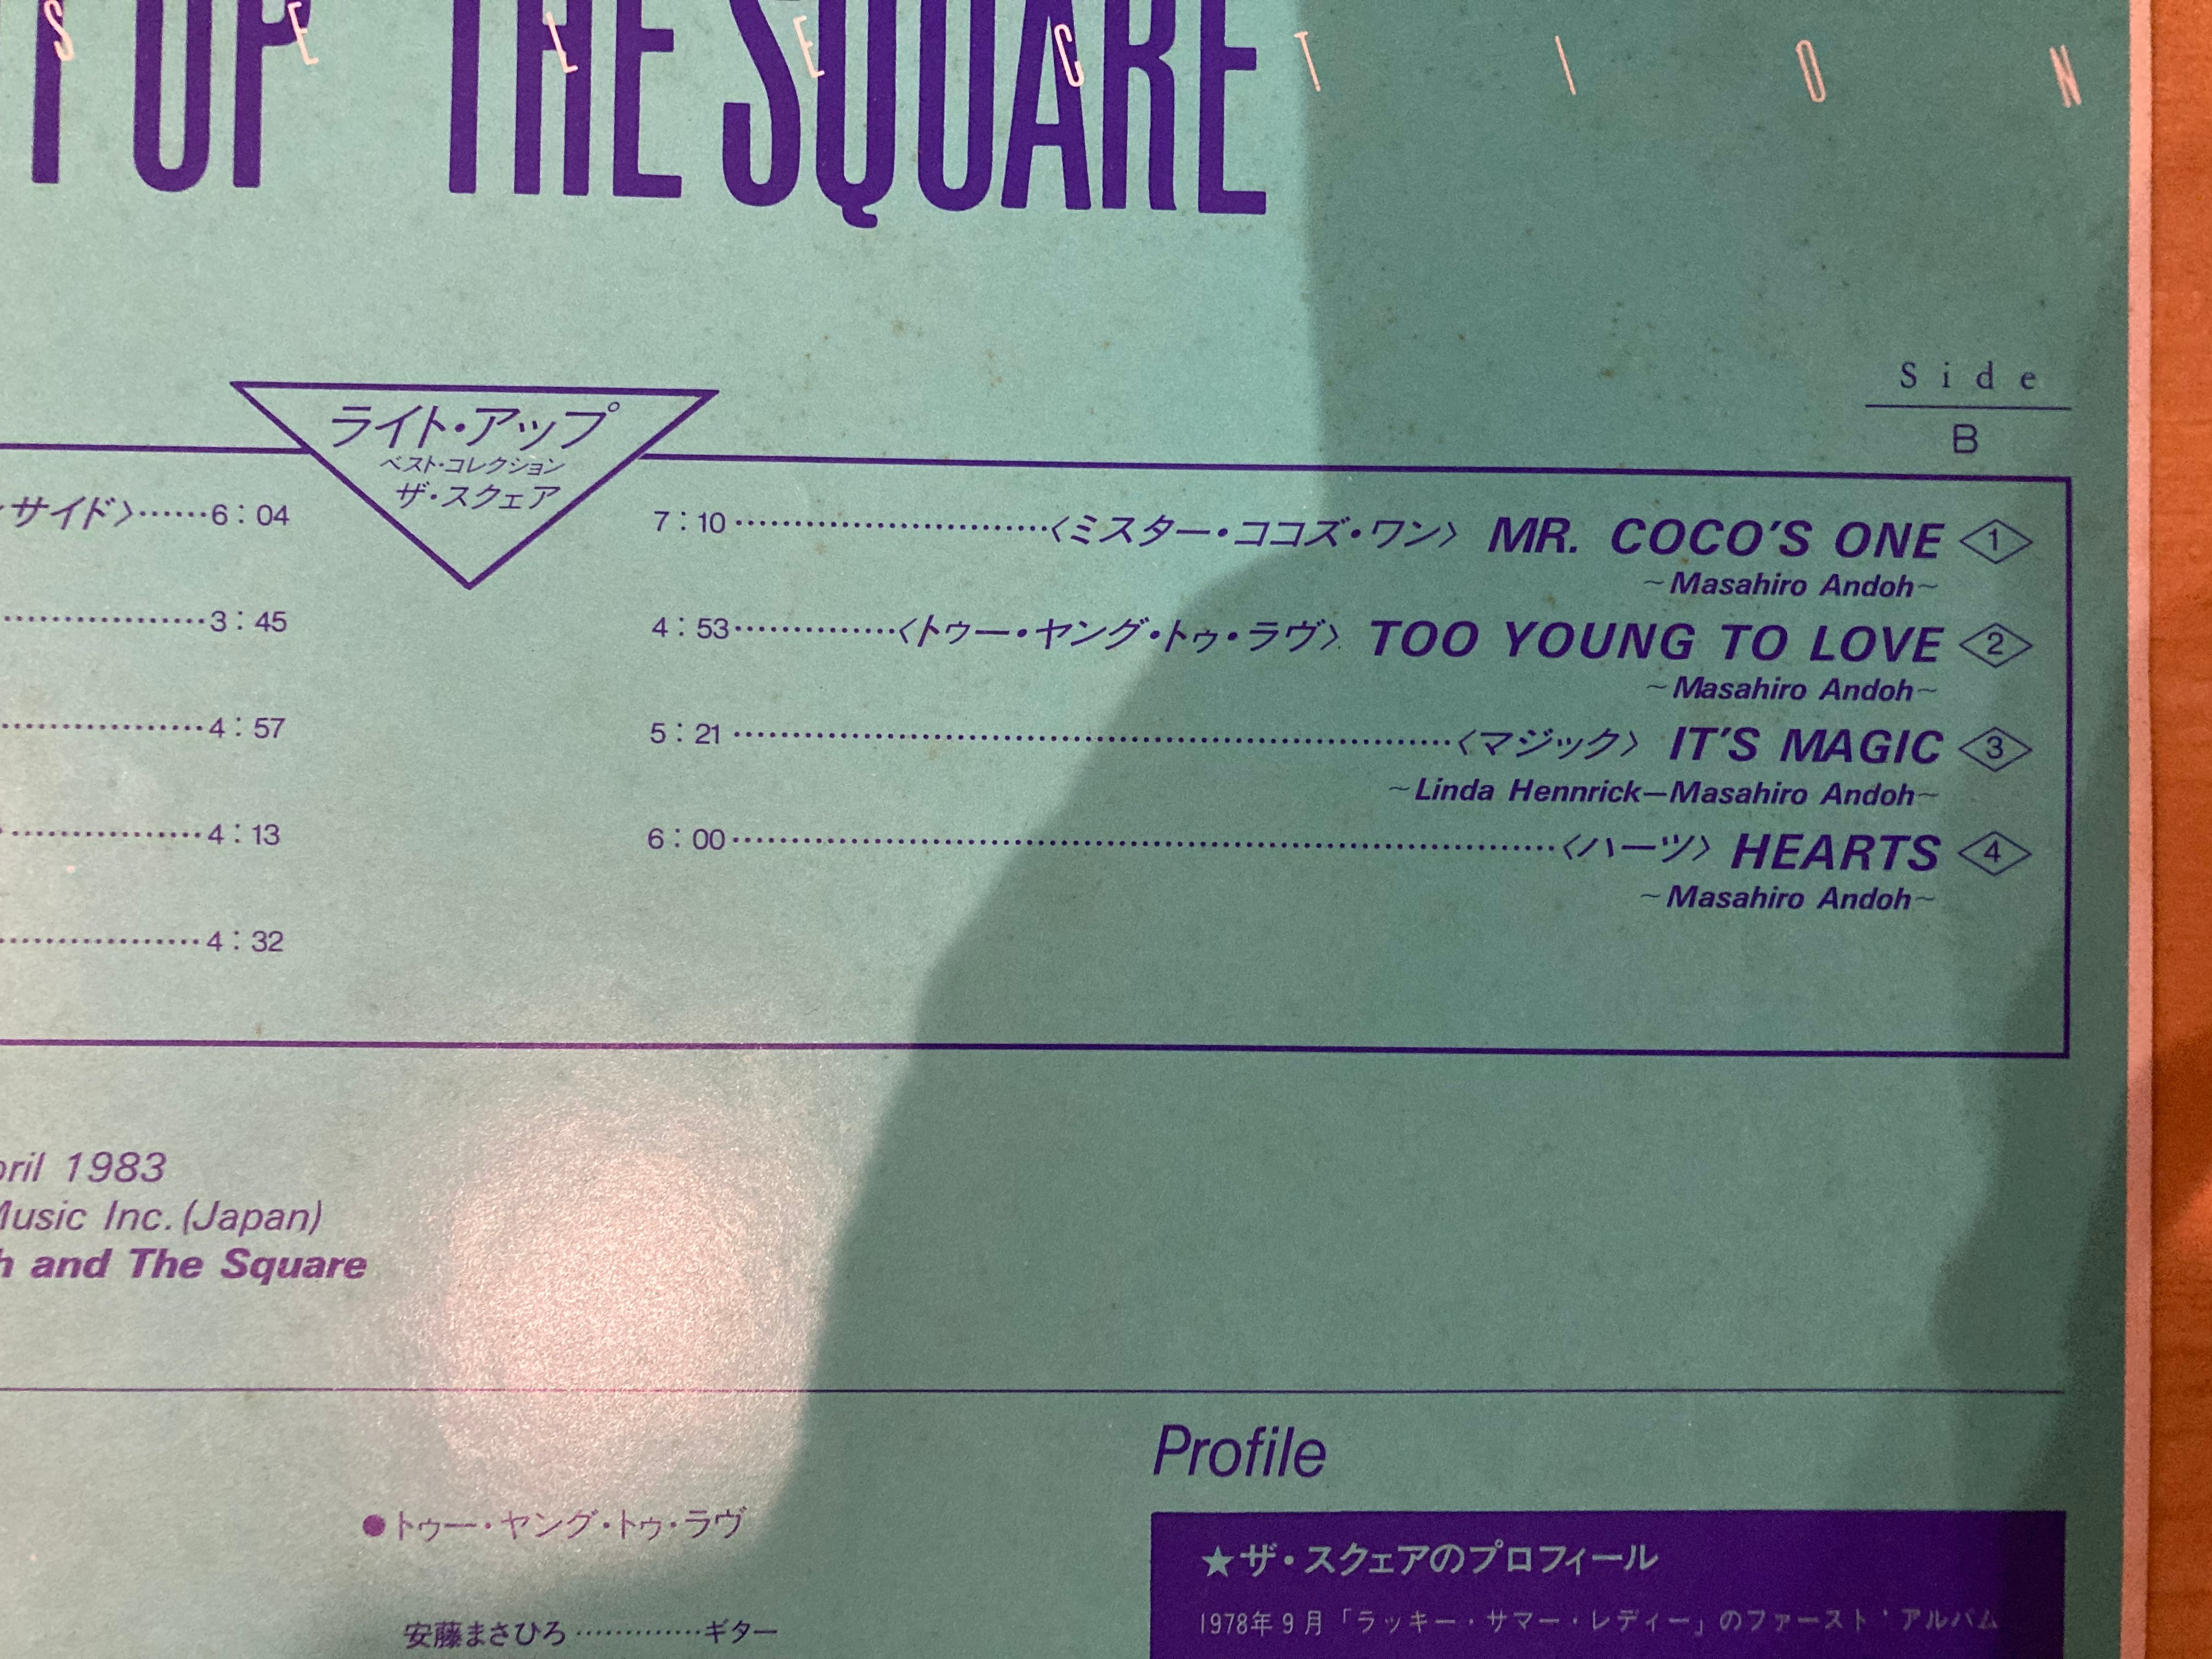 UP THE SQUARE
SELECTION
Side
B
ライト・アップ
ベスト・コレクション
ザ・スクェア
サイド〉……6：04
3：45
4：57
4：13
4：32
7：10……〈ミスター・ココズ・ワン〉 MR. COCO'S ONE 1
~Masahiro Andoh~
4：53……〈トゥー・ヤング・トゥ・ラヴ〉 TOO YOUNG TO LOVE 2
~Masahiro Andoh~
5：21……〈マジック〉 IT'S MAGIC 3
~Linda Hennrick—Masahiro Andoh~
6：00……〈ハーツ〉 HEARTS 4
~Masahiro Andoh~
1983
Music Inc. (Japan)
and The Square
Profile
●トゥー・ヤング・トゥ・ラヴ
安藤まさひろ……ギター
★ザ・スクェアのプロフィール
1978年9月「ラッキー・サマー・レディー」のファースト・アルバム